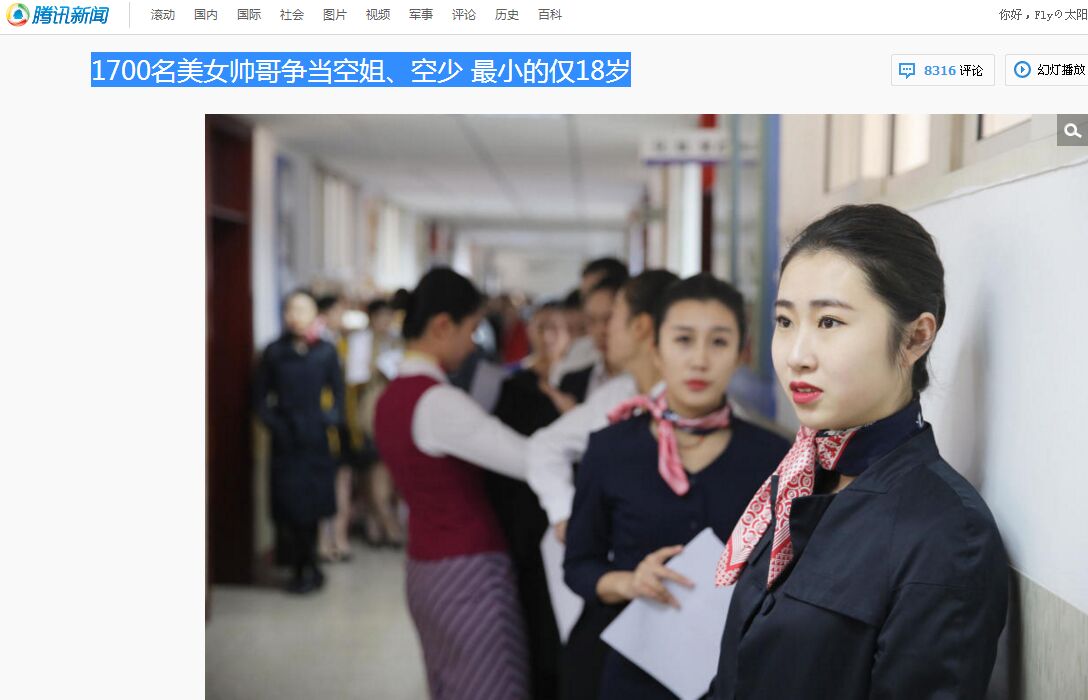 腾讯新闻 滚动 国内 国际 社会 图片 视频 军事 评论 历史 百科 你好，Flyの太阳
1700名美女帅哥争当空姐、空少 最小的仅18岁
8316 评论 幻灯播放